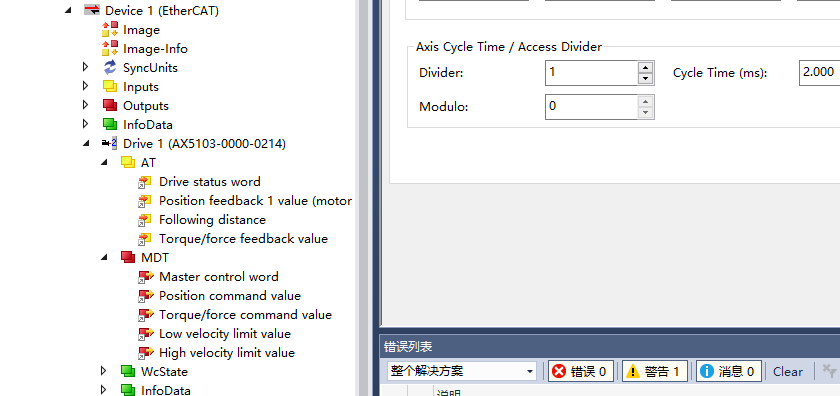 Device 1 (EtherCAT)
Image
Image-Info
SyncUnits
Inputs
Outputs
InfoData
Drive 1 (AX5103-0000-0214)
AT
Drive status word
Position feedback 1 value (motor
Following distance
Torque/force feedback value
MDT
Master control word
Position command value
Torque/force command value
Low velocity limit value
High velocity limit value
WcState
InfoData
Axis Cycle Time / Access Divider
Divider: 1 Cycle Time (ms): 2.000
Modulo: 0
错误列表
整个解决方案 错误 0 警告 1 消息 0 Clear
说明